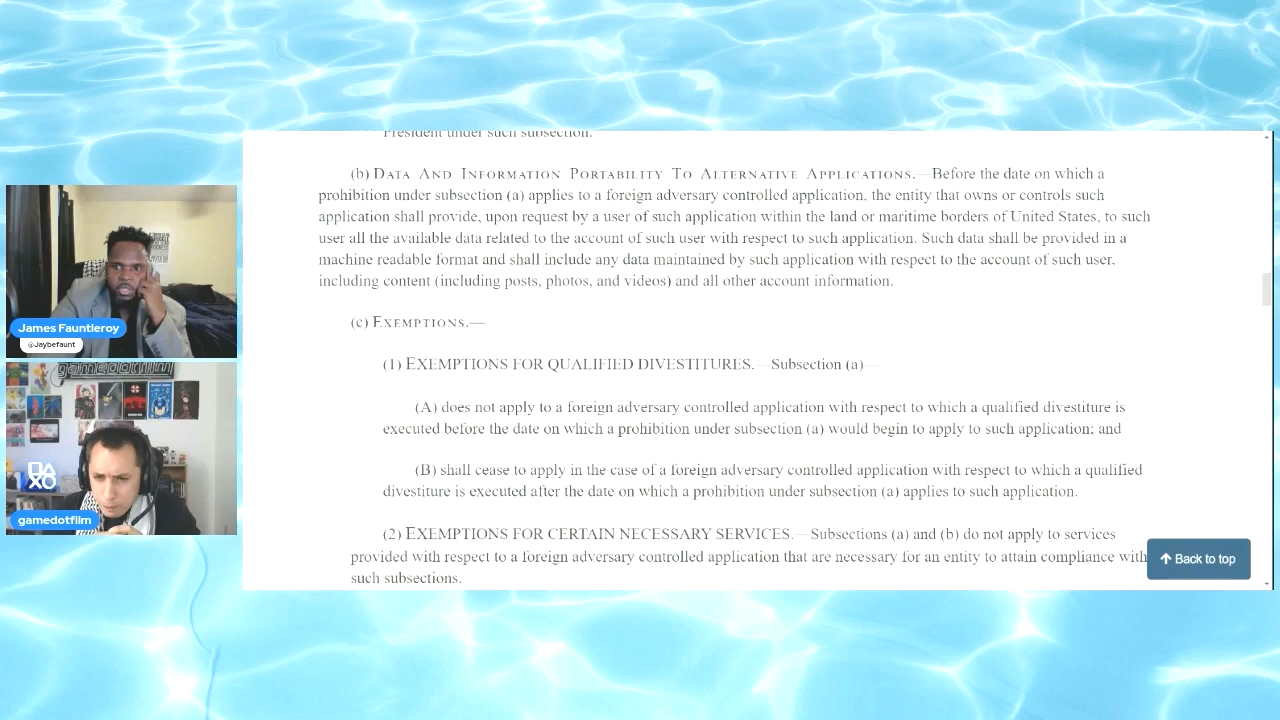 President under such subsection.
(b) DATA AND INFORMATION PORTABILITY TO ALTERNATIVE APPLICATIONS.—Before the date on which a
prohibition under subsection (a) applies to a foreign adversary controlled application, the entity that owns or controls such
application shall provide, upon request by a user of such application within the land or maritime borders of United States, to such
user all the available data related to the account of such user with respect to such application. Such data shall be provided in a
machine readable format and shall include any data maintained by such application with respect to the account of such user,
including content (including posts, photos, and videos) and all other account information.
(c) EXEMPTIONS.—
(1) EXEMPTIONS FOR QUALIFIED DIVESTITURES.—Subsection (a)—
(A) does not apply to a foreign adversary controlled application with respect to which a qualified divestiture is
executed before the date on which a prohibition under subsection (a) would begin to apply to such application; and
(B) shall cease to apply in the case of a foreign adversary controlled application with respect to which a qualified
divestiture is executed after the date on which a prohibition under subsection (a) applies to such application.
(2) EXEMPTIONS FOR CERTAIN NECESSARY SERVICES.—Subsections (a) and (b) do not apply to services
provided with respect to a foreign adversary controlled application that are necessary for an entity to attain compliance with
such subsections.
Back to top
James Fauntleroy
@Jaybefaunt
gamedotfilm
gamedotfilm